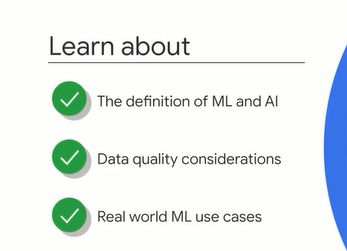 Learn about
The definition of ML and AI
Data quality considerations
Real world ML use cases